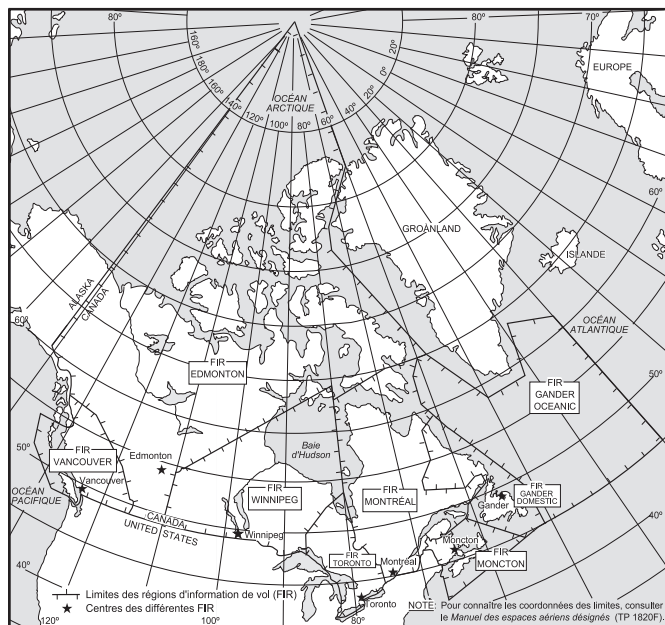 80º
60º
80º
70º
160º
180º
160º
140º
120º
100º
80º
60º
40º
20º
0º
20º
OCÉAN
ARCTIQUE
EUROPE
GROANLAND
ISLANDE
ALASKA
CANADA
60º
OCÉAN
ATLANTIQUE
60º
FIR
EDMONTON
FIR
GANDER
OCEANIC
50º
FIR
VANCOUVER
Edmonton
Baie
d'Hudson
Vancouver
OCÉAN
PACIFIQUE
FIR
WINNIPEG
FIR
MONTRÉAL
FIR
GANDER
DOMESTIC
Gander
50º
CANADA
UNITED STATES
Winnipeg
FIR
TORONTO
Montréal
Moncton
FIR
MONCTON
40º
Toronto
40º
Limites des régions d'information de vol (FIR)
Centres des différentes FIR
NOTE: Pour connaître les coordonnées des limites, consulter
le Manuel des espaces aériens désignés (TP 1820F).
120º
100º
80º